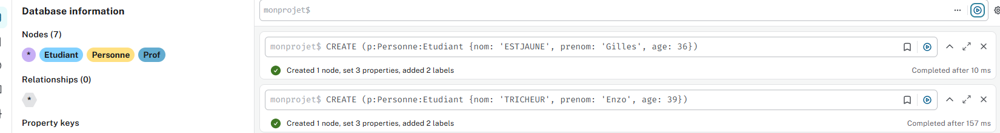 Database information
Nodes (7)
* Etudiant Personne Prof
Relationships (0)
*
Property keys
monprojet$
monprojet$ CREATE (p:Personne:Etudiant {nom: 'ESTJAUNE', prenom: 'Gilles', age: 36})
Created 1 node, set 3 properties, added 2 labels Completed after 10 ms
monprojet$ CREATE (p:Personne:Etudiant {nom: 'TRICHEUR', prenom: 'Enzo', age: 39})
Created 1 node, set 3 properties, added 2 labels Completed after 157 ms